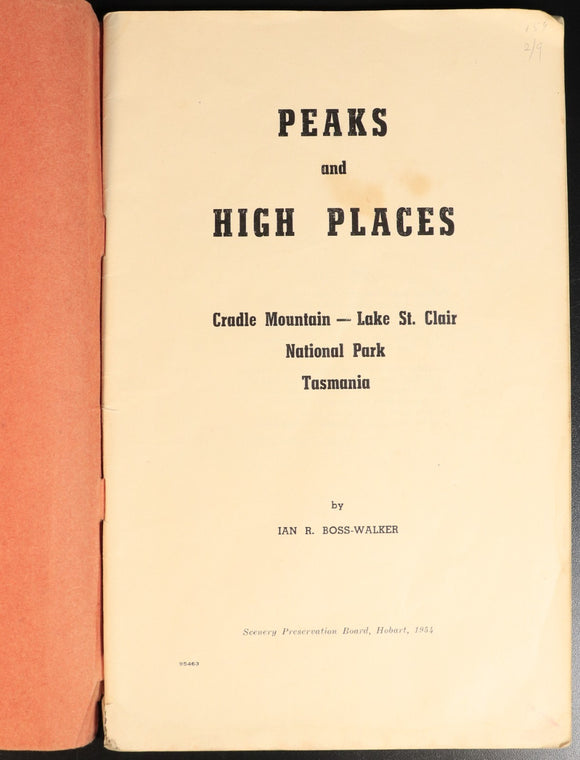 2/9
PEAKS
and
HIGH PLACES
Cradle Mountain — Lake St. Clair
National Park
Tasmania
by
IAN R. BOSS-WALKER
Scenery Preservation Board, Hobart, 1954
95463